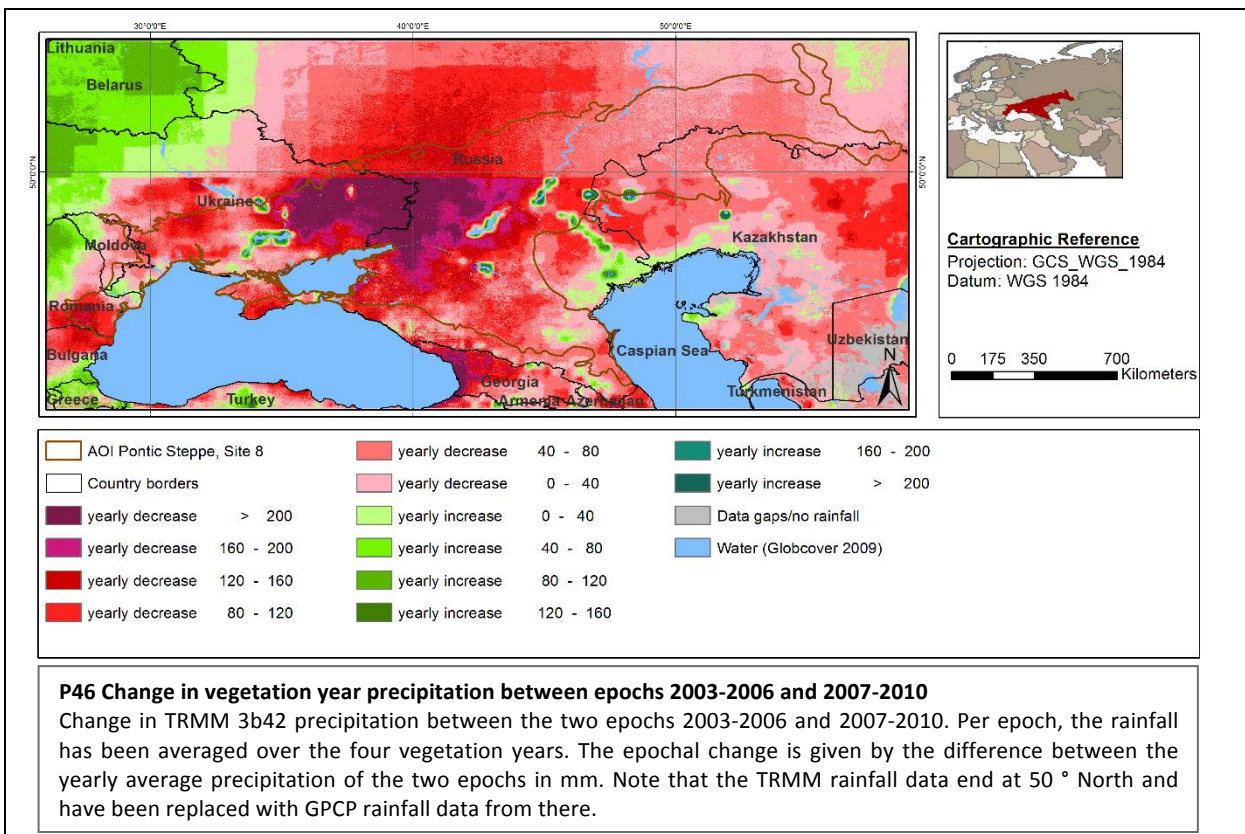 30°0'0"E 40°0'0"E 50°0'0"E
Lithuania
Belarus
Russia
50°0'0"N
50°0'0"N
Ukraine
Moldova
Kazakhstan
Romania
Uzbekistan
Bulgaria
Caspian Sea
N
Georgia
Greece
Turkey
Armenia
Azerbaijan
Turkmenistan
Cartographic Reference
Projection: GCS_WGS_1984
Datum: WGS 1984
0 175 350 700
Kilometers
AOI Pontic Steppe, Site 8
Country borders
yearly decrease > 200
yearly decrease 160 - 200
yearly decrease 120 - 160
yearly decrease 80 - 120
yearly decrease 40 - 80
yearly decrease 0 - 40
yearly increase 0 - 40
yearly increase 40 - 80
yearly increase 80 - 120
yearly increase 120 - 160
yearly increase 160 - 200
yearly increase > 200
Data gaps/no rainfall
Water (Globcover 2009)
P46 Change in vegetation year precipitation between epochs 2003-2006 and 2007-2010
Change in TRMM 3b42 precipitation between the two epochs 2003-2006 and 2007-2010. Per epoch, the rainfall
has been averaged over the four vegetation years. The epochal change is given by the difference between the
yearly average precipitation of the two epochs in mm. Note that the TRMM rainfall data end at 50 ° North and
have been replaced with GPCP rainfall data from there.